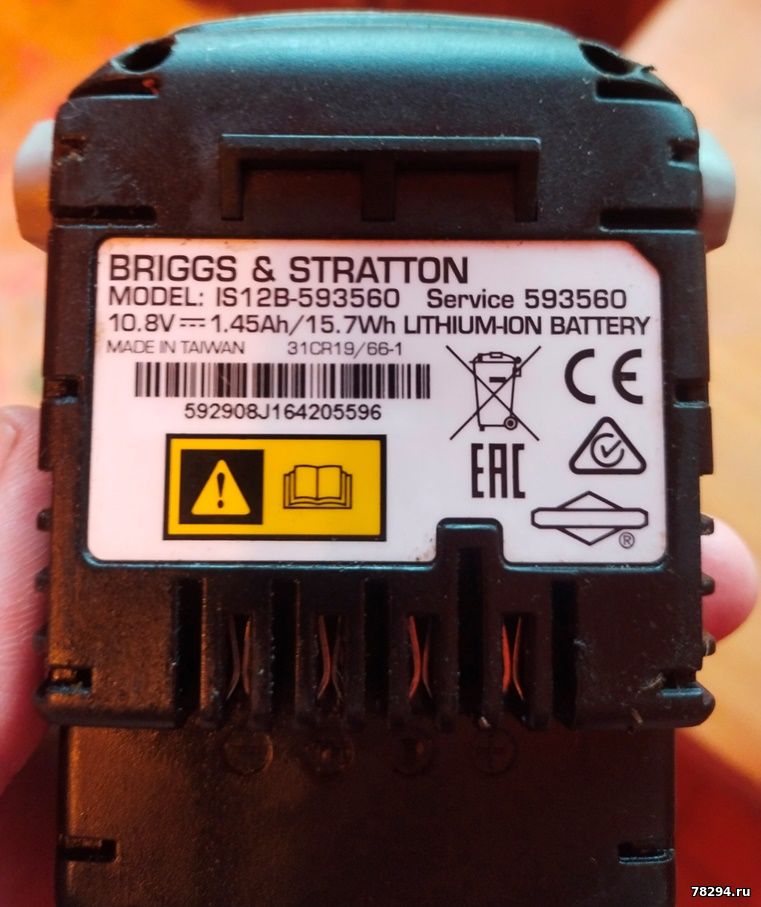 BRIGGS & STRATTON
MODEL: IS12B-593560 Service 593560
10.8V⎓1.45Ah/15.7Wh LITHIUM-ION BATTERY
MADE IN TAIWAN 31CR19/66-1
592908J164205596
CE
EAC
®
- +
78294.ru